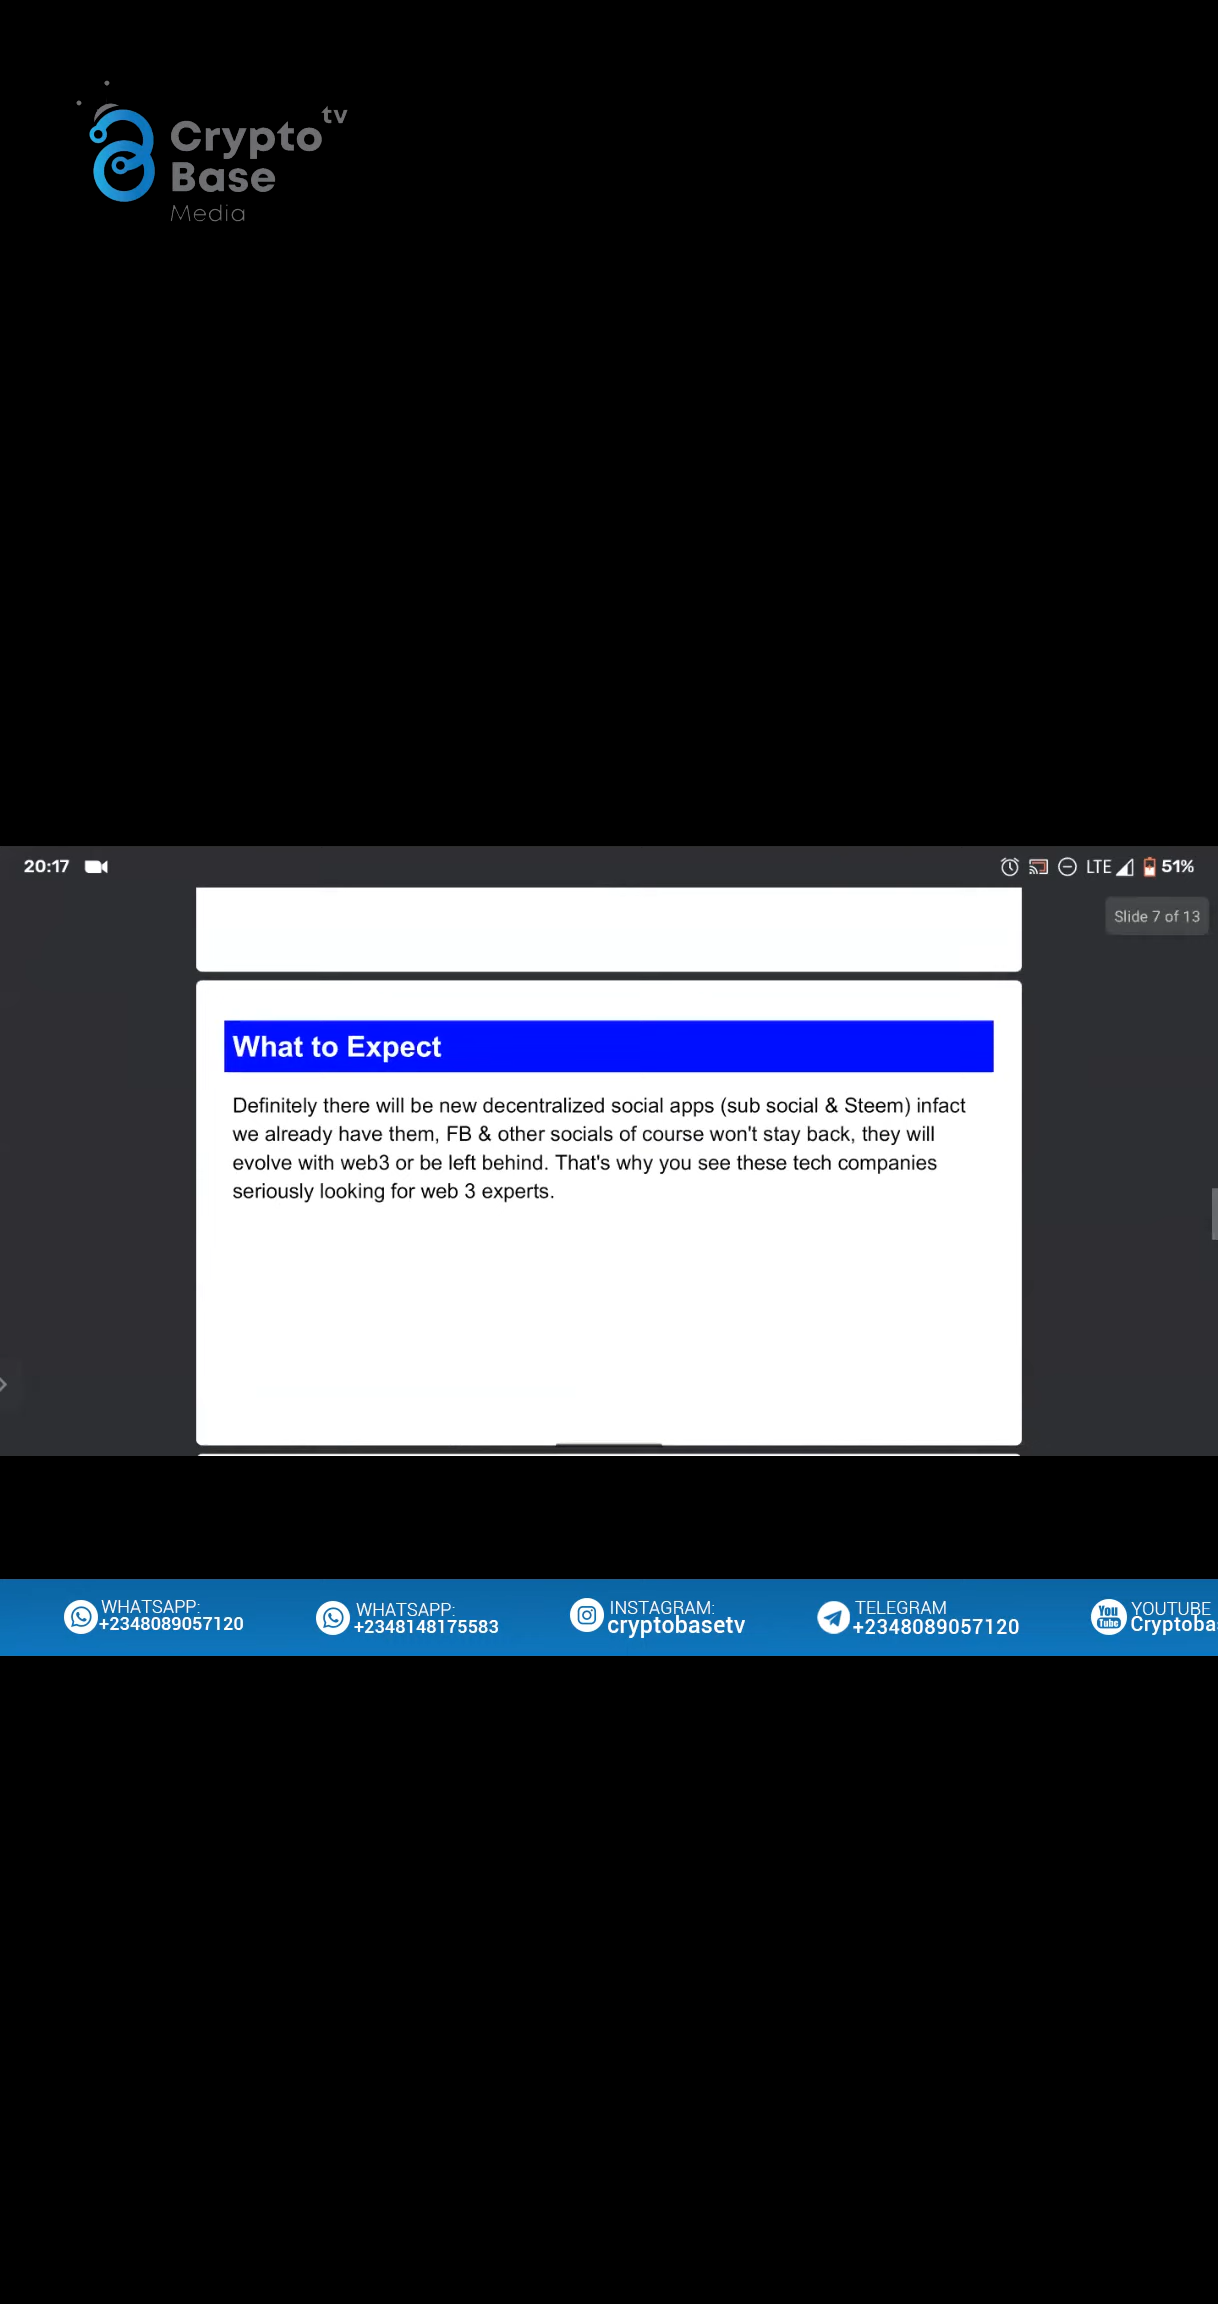 Crypto tv
Base
Media
20:17
LTE 51%
Slide 7 of 13
What to Expect
Definitely there will be new decentralized social apps (sub social & Steem) infact
we already have them, FB & other socials of course won't stay back, they will
evolve with web3 or be left behind. That's why you see these tech companies
seriously looking for web 3 experts.
WHATSAPP:
+2348089057120
WHATSAPP:
+2348148175583
INSTAGRAM:
cryptobasetv
TELEGRAM
+2348089057120
You
Tube
YOUTUBE
Cryptoba